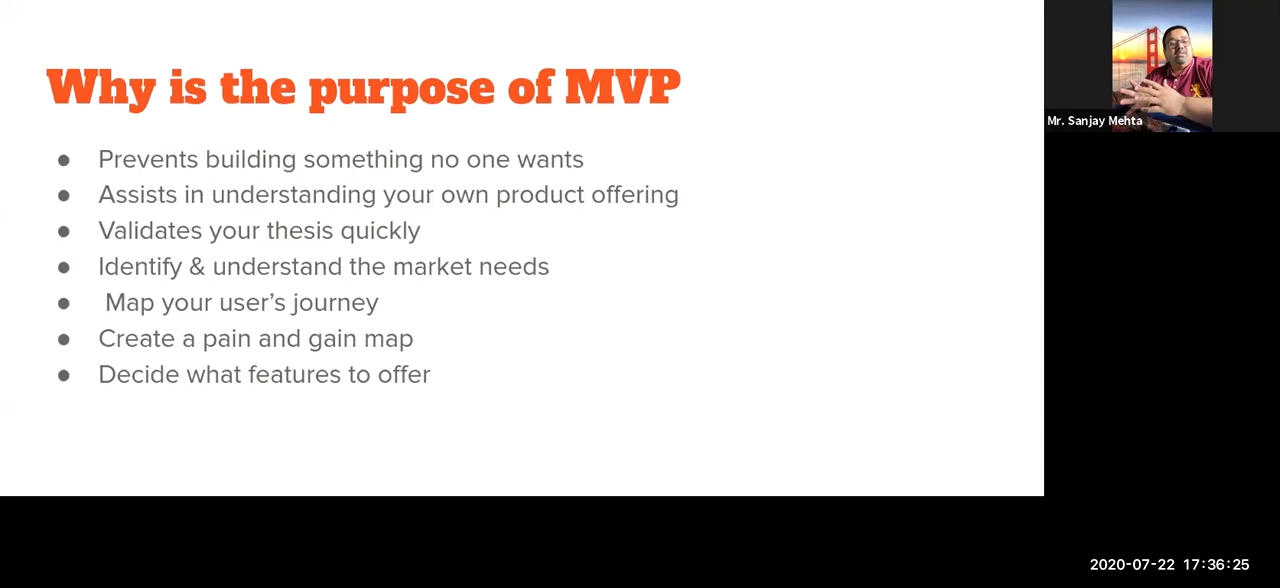 Why is the purpose of MVP
● Prevents building something no one wants
● Assists in understanding your own product offering
● Validates your thesis quickly
● Identify & understand the market needs
● Map your user’s journey
● Create a pain and gain map
● Decide what features to offer
Mr. Sanjay Mehta
2020-07-22 17:36:25